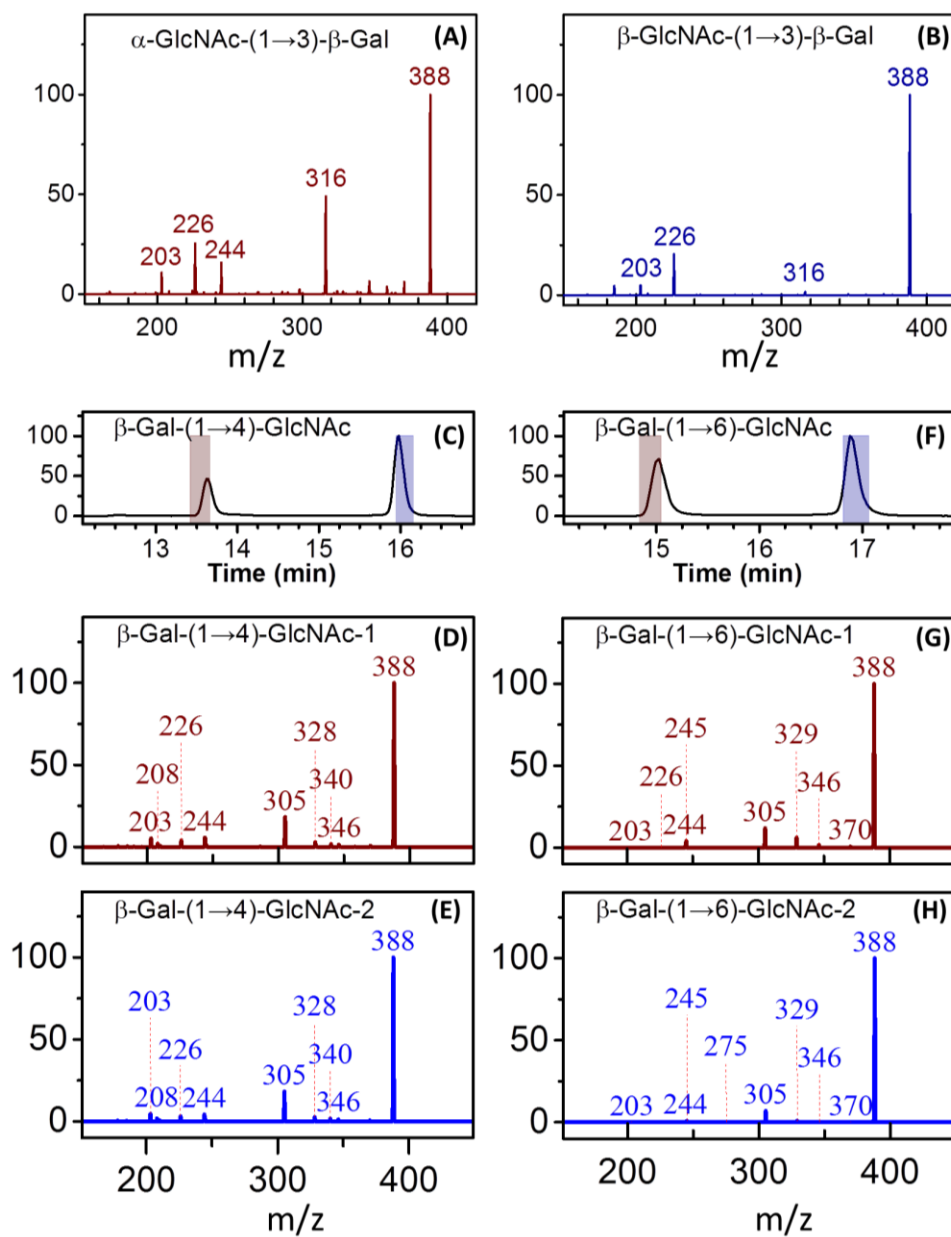 α-GlcNAc-(1→3)-β-Gal (A)
388
100
316
50
226
244
203
0
200 300 400
m/z
β-GlcNAc-(1→3)-β-Gal (B)
388
100
50
226
203
316
0
200 300 400
m/z
β-Gal-(1→4)-GlcNAc (C)
100
50
0
13 14 15 16
Time (min)
β-Gal-(1→6)-GlcNAc (F)
100
50
0
15 16 17
Time (min)
β-Gal-(1→4)-GlcNAc-1 (D)
388
100
226 328
208 340
50
203 244 305 346
0
β-Gal-(1→6)-GlcNAc-1 (G)
388
100
245 329
226 346
50
203 244 305 370
0
β-Gal-(1→4)-GlcNAc-2 (E)
388
100
203 328
226 340
50
208 244 305 346
0
200 300 400
m/z
β-Gal-(1→6)-GlcNAc-2 (H)
388
100
245 329
275 346
50
203 244 305 370
0
200 300 400
m/z